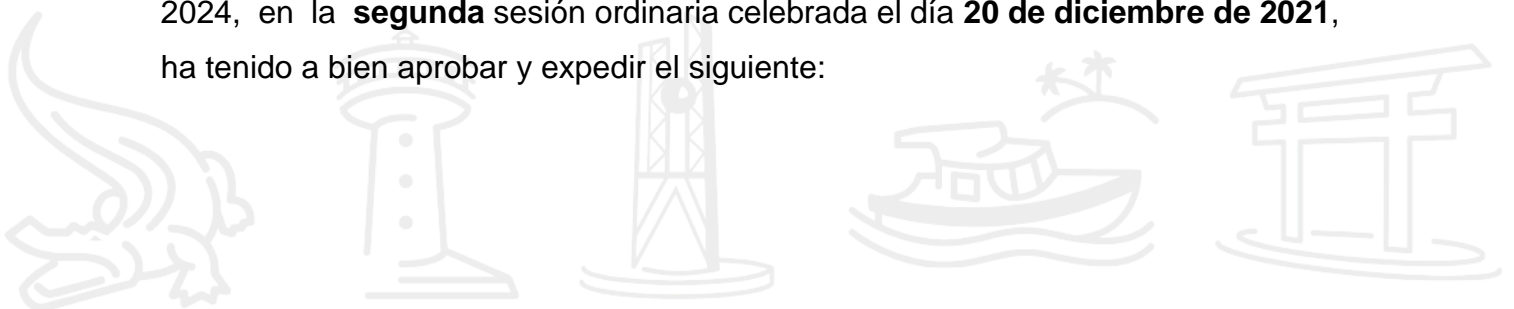 2024, en la segunda sesión ordinaria celebrada el día 20 de diciembre de 2021,
ha tenido a bien aprobar y expedir el siguiente: